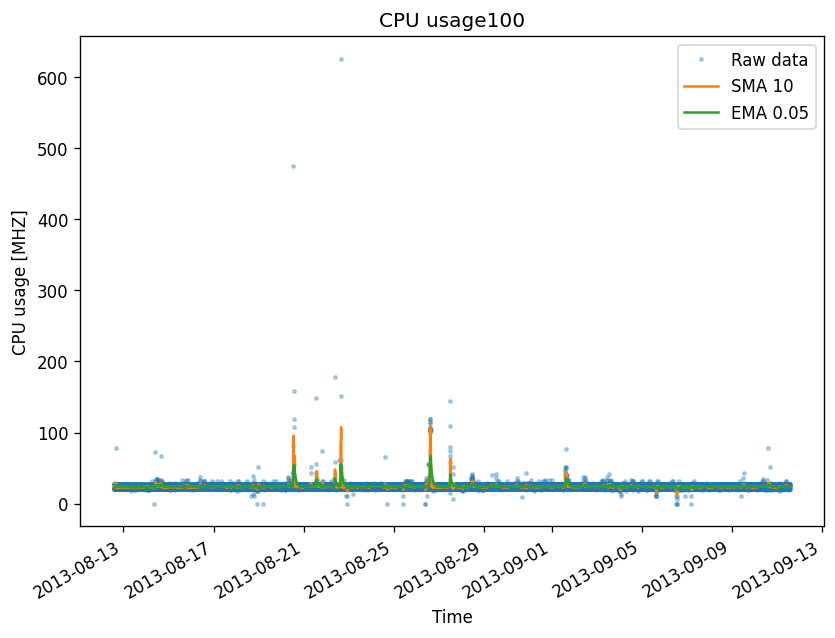 CPU usage100
Raw data
SMA 10
EMA 0.05
CPU usage [MHZ]
600
500
400
300
200
100
0
2013-08-13
2013-08-17
2013-08-21
2013-08-25
2013-08-29
2013-09-01
2013-09-05
2013-09-09
2013-09-13
Time